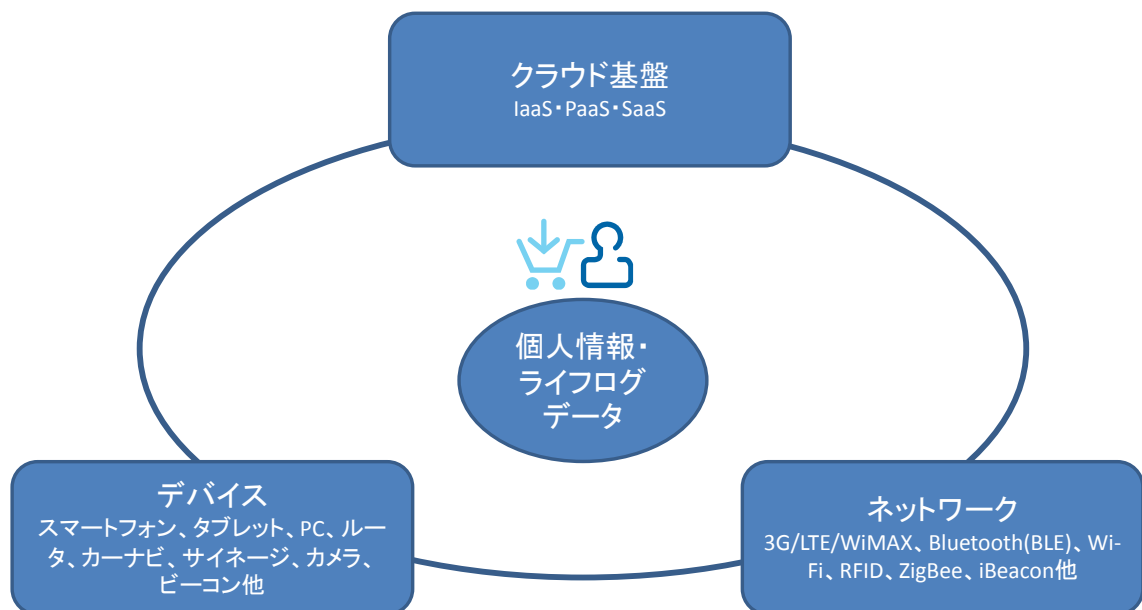 クラウド基盤
IaaS・PaaS・SaaS
個人情報・
ライフログ
データ
デバイス
スマートフォン、タブレット、PC、ルー
タ、カーナビ、サイネージ、カメラ、
ビーコン他
ネットワーク
3G/LTE/WiMAX、Bluetooth(BLE)、Wi-
Fi、RFID、ZigBee、iBeacon他